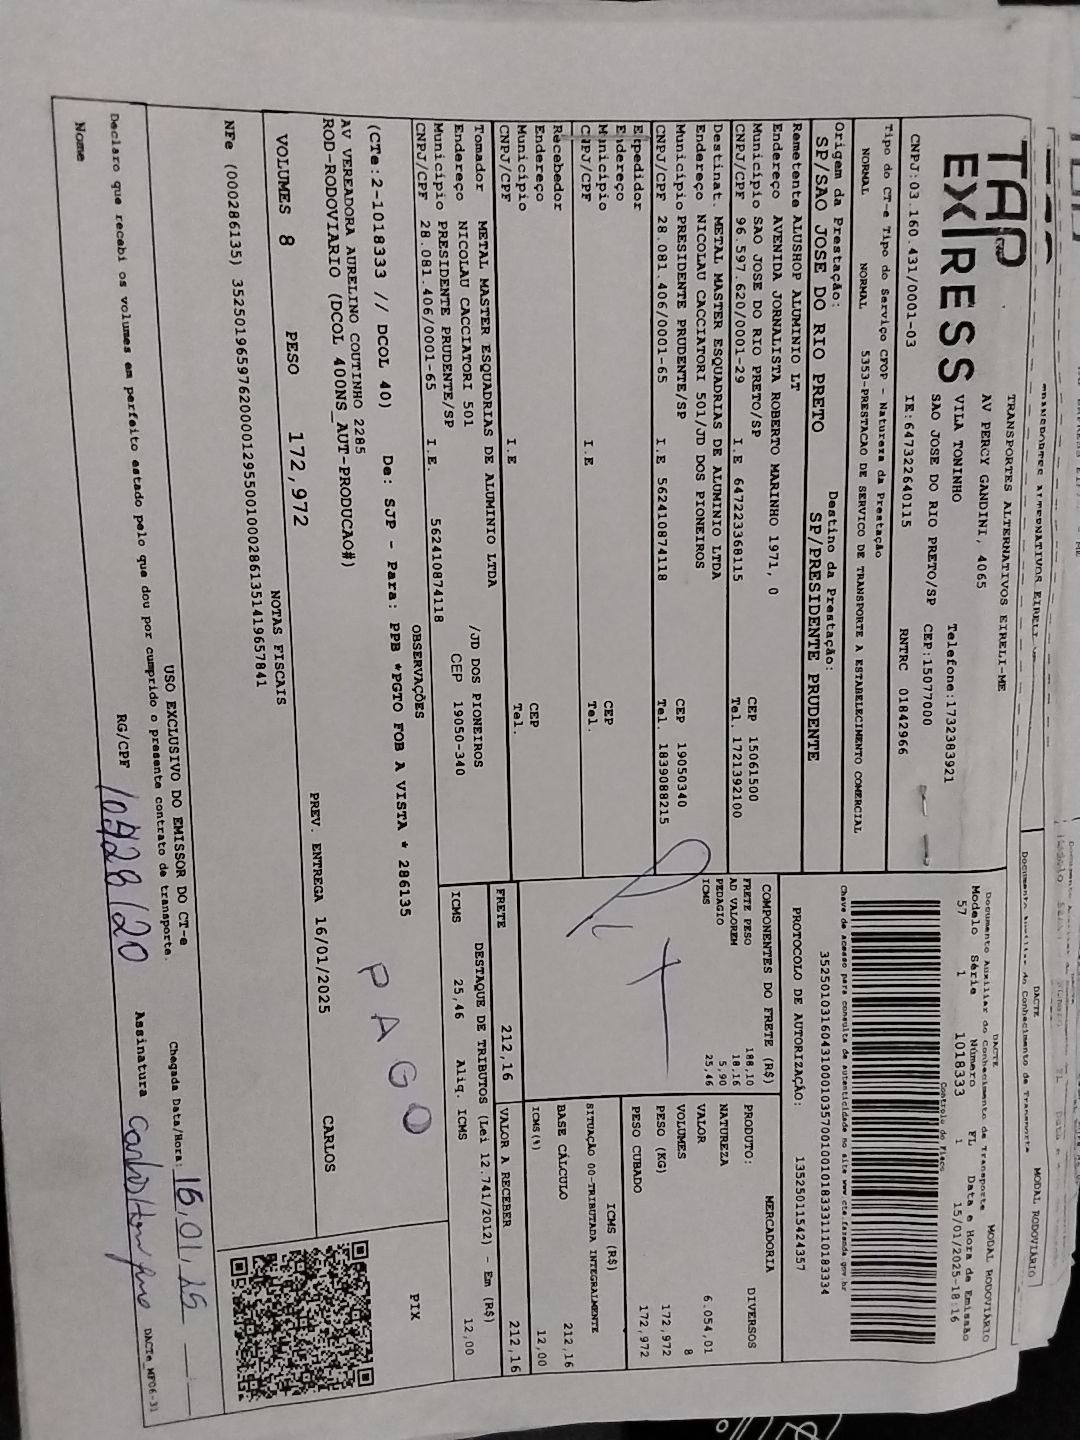 TAP
EXPRESS
TRANSPORTES ALTERNATIVOS EIRELI-ME
AV PERCY GANDINI, 4065
VILA TONINHO
Telefone:1732383921
SAO JOSE DO RIO PRETO/SP
CEP:15077000
CNPJ:03.160.431/0001-03
IE:647322640115
RNTRC 01842966
Tipo do CT-e Tipo do Serviço CFOP - Natureza da Prestação
NORMAL NORMAL 5353-PRESTACAO DE SERVICO DE TRANSPORTE A ESTABELECIMENTO COMERCIAL
Origem da Prestação:
Destino da Prestação:
SP/SAO JOSE DO RIO PRETO
SP/PRESIDENTE PRUDENTE
Remetente ALUSHOP ALUMINIO LT
Endereço AVENIDA JORNALISTA ROBERTO MARINHO 1971, 0
Município SAO JOSE DO RIO PRETO/SP
CEP 15061500
CNPJ/CPF 96.597.620/0001-29 I.E 647223368115
Tel. 1721392100
Destinat. METAL MASTER ESQUADRIAS DE ALUMINIO LTDA
Endereço NICOLAU CACCIATORI 501/JD DOS PIONEIROS
Município PRESIDENTE PRUDENTE/SP
CEP 19050340
CNPJ/CPF 28.081.406/0001-65 I.E 562410874118
Tel. 1839088215
Expedidor
Endereço
Município
CEP
CNPJ/CPF I.E
Tel.
Recebedor
Endereço
Município
CEP
CNPJ/CPF I.E
Tel.
Tomador METAL MASTER ESQUADRIAS DE ALUMINIO LTDA
Endereço NICOLAU CACCIATORI 501 /JD DOS PIONEIROS
Município PRESIDENTE PRUDENTE/SP
CEP 19050-340
CNPJ/CPF 28.081.406/0001-65 I.E. 562410874118
DACTE
MODAL RODOVIÁRIO
Documento Auxiliar do Conhecimento de Transporte
Modelo Série Número FL Data e Hora de Emissão
57 1 1018333 1 15/01/2025-18:16
Controle do Fisco
Chave de acesso para consulta de autenticidade no site www.cte.fazenda.gov.br
35250103160431000103570010010183331110183334
PROTOCOLO DE AUTORIZAÇÃO: 135250115424357
COMPONENTES DO FRETE (R$)
FRETE PESO 188,10
AD VALOREM 18,16
PEDAGIO 5,90
ICMS 25,46
MERCADORIA
PRODUTO: DIVERSOS
NATUREZA
VALOR 6.054,01
VOLUMES 8
PESO (KG) 172,972
PESO CUBADO 172,972
ICMS (R$)
SITUAÇÃO 00-TRIBUTADA INTEGRALMENTE
BASE CÁLCULO 212,16
ICMS(%) 12,00
FRETE 212,16
VALOR A RECEBER 212,16
DESTAQUE DE TRIBUTOS (Lei 12.741/2012) - Em (R$)
ICMS 25,46 Aliq. ICMS 12,00
OBSERVAÇÕES
(CTe:2-1018333 // DCOL 40) De: SJP - Para: PPB *PGTO FOB A VISTA * 286135
AV VEREADORA AURELINO COUTINHO 2285
ROD-RODOVIARIO (DCOL 400NS_AUT-PRODUCAO#)
PAGO
PIX
VOLUMES 8 PESO 172,972
PREV. ENTREGA 16/01/2025
CARLOS
NOTAS FISCAIS
NFe (000286135) 35250196597620000129550010002861351419657841
USO EXCLUSIVO DO EMISSOR DO CT-e
Declaro que recebi os volumes em perfeito estado pelo que dou por cumprido o presente contrato de transporte.
Chegada Data/Hora:
Nome
RG/CPF
Assinatura
DACTe_MF06-31